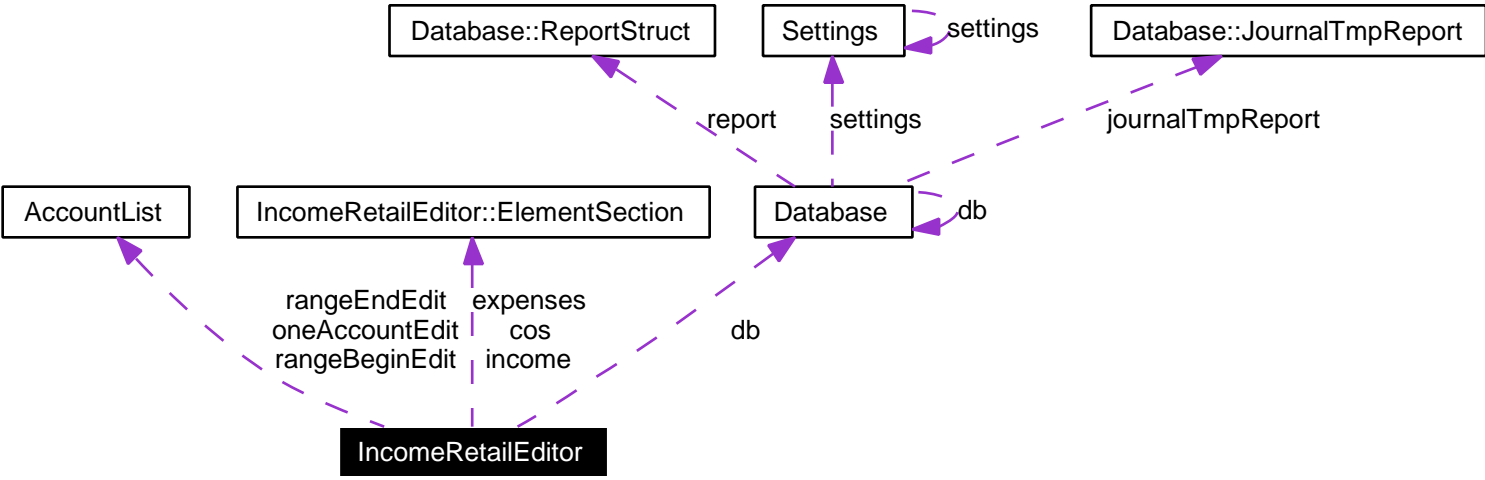 Database::ReportStruct
Settings
settings
Database::JournalTmpReport
report
settings
journalTmpReport
AccountList
IncomeRetailEditor::ElementSection
Database
db
rangeEndEdit
oneAccountEdit
rangeBeginEdit
expenses
cos
income
db
IncomeRetailEditor